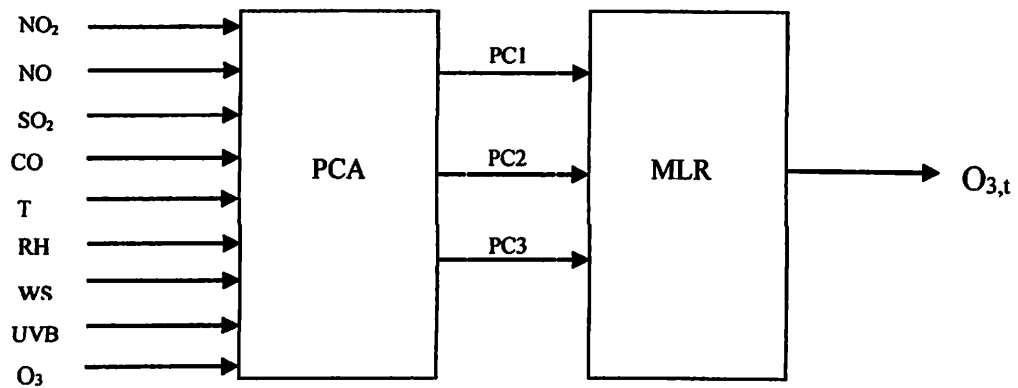 NO₂
NO
SO₂
CO
T
RH
WS
UVB
O₃
PCA
PC1
PC2
PC3
MLR
O₃,t